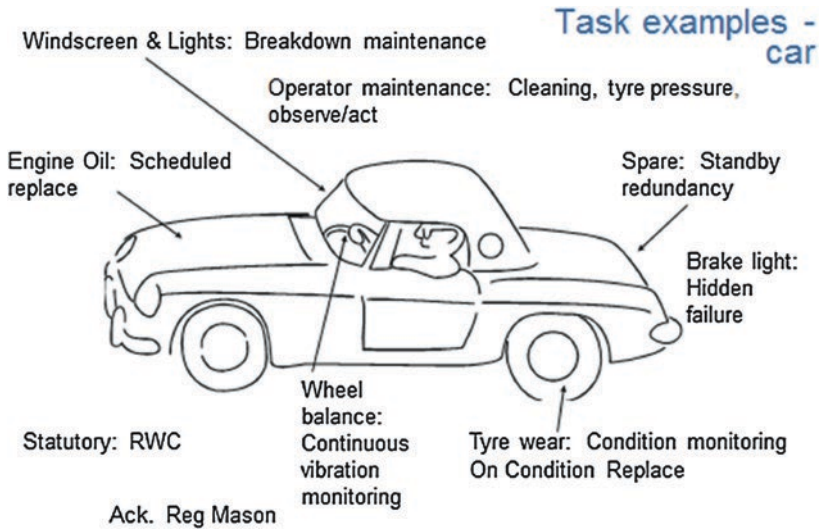 Task examples -
car
Windscreen & Lights: Breakdown maintenance
Operator maintenance: Cleaning, tyre pressure,
observe/act
Engine Oil: Scheduled
replace
Spare: Standby
redundancy
Brake light:
Hidden
failure
Wheel
balance:
Continuous
vibration
monitoring
Statutory: RWC
Tyre wear: Condition monitoring
On Condition Replace
Ack. Reg Mason